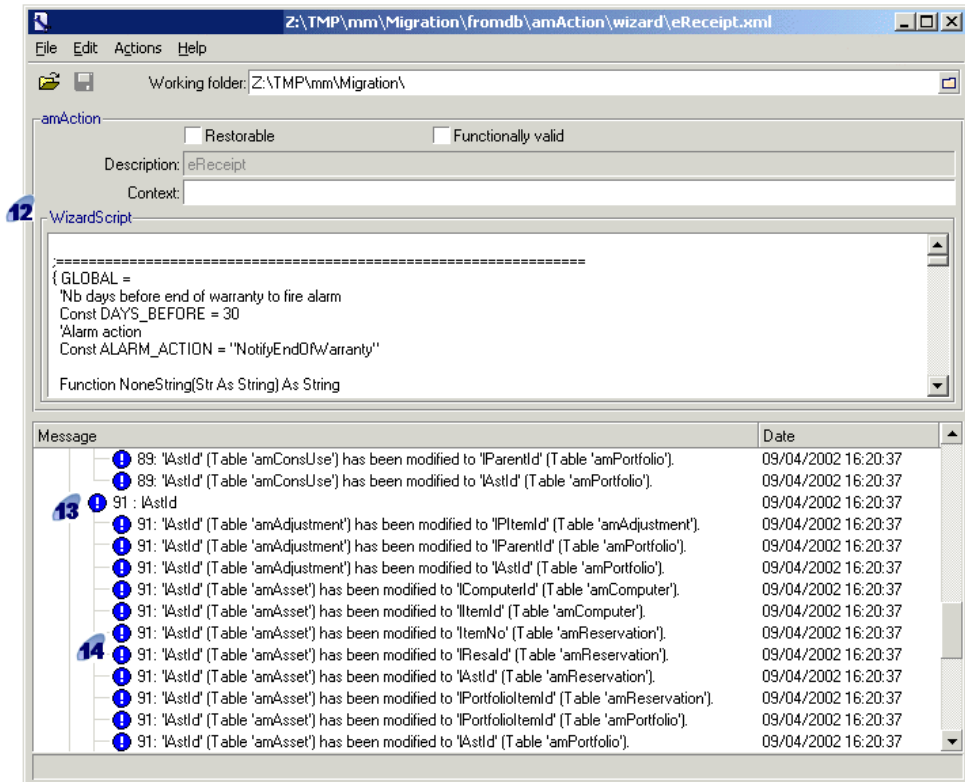 Z:\TMP\mm\Migration\fromdb\amAction\wizard\eReceipt.xml
File Edit Actions Help
Working folder: Z:\TMP\mm\Migration\
amAction
Restorable Functionally valid
Description: eReceipt
Context:
12
WizardScript
;=================================================================
{ GLOBAL =
'Nb days before end of warranty to fire alarm
Const DAYS_BEFORE = 30
'Alarm action
Const ALARM_ACTION = "NotifyEndOfWarranty"
Function NoneString(Str As String) As String
Message Date
89: 'lAstId' (Table 'amConsUse') has been modified to 'lParentId' (Table 'amPortfolio'). 09/04/2002 16:20:37
89: 'lAstId' (Table 'amConsUse') has been modified to 'lAstId' (Table 'amPortfolio'). 09/04/2002 16:20:37
13 91 : lAstId 09/04/2002 16:20:37
91: 'lAstId' (Table 'amAdjustment') has been modified to 'lPItemId' (Table 'amAdjustment'). 09/04/2002 16:20:37
91: 'lAstId' (Table 'amAdjustment') has been modified to 'lParentId' (Table 'amPortfolio'). 09/04/2002 16:20:37
91: 'lAstId' (Table 'amAdjustment') has been modified to 'lAstId' (Table 'amPortfolio'). 09/04/2002 16:20:37
91: 'lAstId' (Table 'amAsset') has been modified to 'lComputerId' (Table 'amComputer'). 09/04/2002 16:20:37
91: 'lAstId' (Table 'amAsset') has been modified to 'lItemId' (Table 'amComputer'). 09/04/2002 16:20:37
91: 'lAstId' (Table 'amAsset') has been modified to 'ItemNo' (Table 'amReservation'). 09/04/2002 16:20:37
14 91: 'lAstId' (Table 'amAsset') has been modified to 'lResaId' (Table 'amReservation'). 09/04/2002 16:20:37
91: 'lAstId' (Table 'amAsset') has been modified to 'lAstId' (Table 'amReservation'). 09/04/2002 16:20:37
91: 'lAstId' (Table 'amAsset') has been modified to 'lPortfolioItemId' (Table 'amReservation'). 09/04/2002 16:20:37
91: 'lAstId' (Table 'amAsset') has been modified to 'lPortfolioItemId' (Table 'amPortfolio'). 09/04/2002 16:20:37
91: 'lAstId' (Table 'amAsset') has been modified to 'lAstId' (Table 'amPortfolio'). 09/04/2002 16:20:37